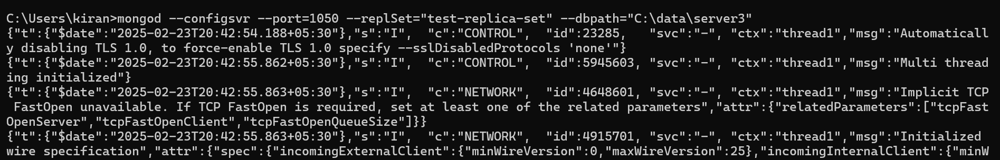 C:\Users\kiran>mongod --configsvr --port=1050 --replSet="test-replica-set" --dbpath="C:\data\server3"
{"t":{"$date":"2025-02-23T20:42:54.188+05:30"},"s":"I",  "c":"CONTROL",  "id":23285,   "svc":"-", "ctx":"thread1","msg":"Automaticall
y disabling TLS 1.0, to force-enable TLS 1.0 specify --sslDisabledProtocols 'none'"}
{"t":{"$date":"2025-02-23T20:42:55.862+05:30"},"s":"I",  "c":"CONTROL",  "id":5945603, "svc":"-", "ctx":"thread1","msg":"Multi thread
ing initialized"}
{"t":{"$date":"2025-02-23T20:42:55.863+05:30"},"s":"I",  "c":"NETWORK",  "id":4648601, "svc":"-", "ctx":"thread1","msg":"Implicit TCP
 FastOpen unavailable. If TCP FastOpen is required, set at least one of the related parameters","attr":{"relatedParameters":["tcpFast
OpenServer","tcpFastOpenClient","tcpFastOpenQueueSize"]}}
{"t":{"$date":"2025-02-23T20:42:55.863+05:30"},"s":"I",  "c":"NETWORK",  "id":4915701, "svc":"-", "ctx":"thread1","msg":"Initialized
wire specification","attr":{"spec":{"incomingExternalClient":{"minWireVersion":0,"maxWireVersion":25},"incomingInternalClient":{"minW